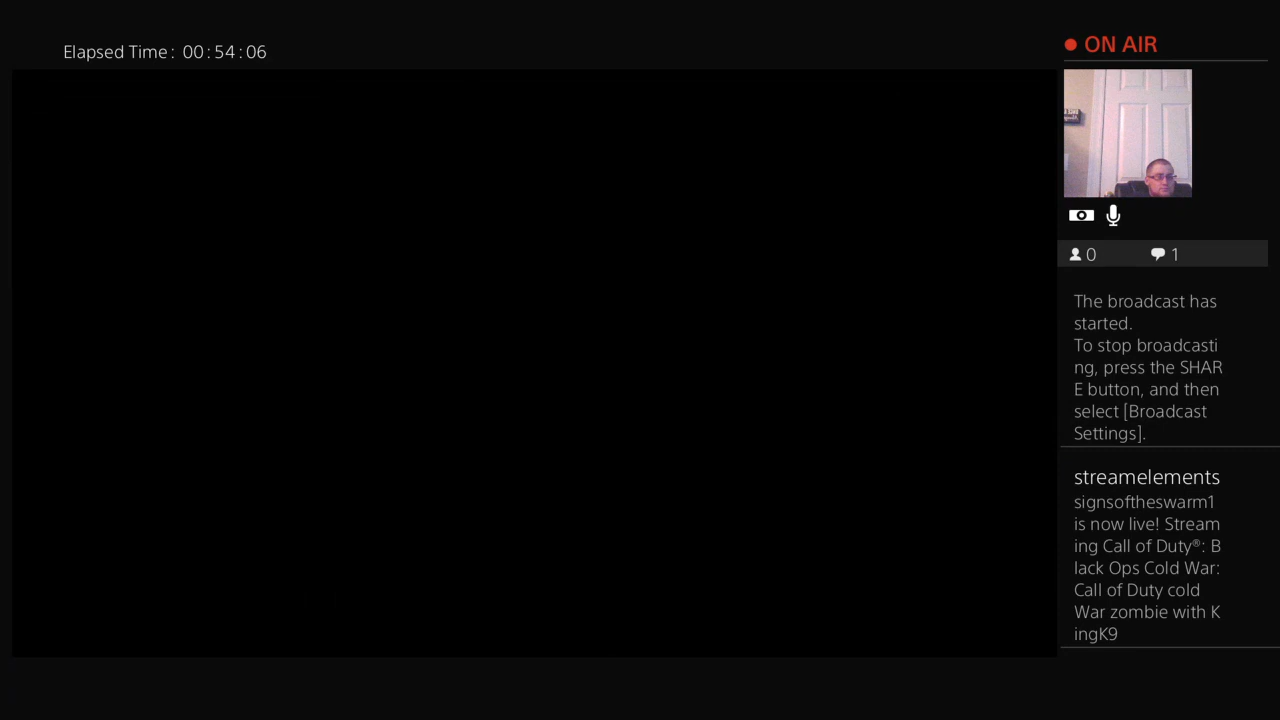 Elapsed Time: 00:54:06
ON AIR
0 1
The broadcast has
started.
To stop broadcasti
ng, press the SHAR
E button, and then
select [Broadcast
Settings].
streamelements
signsoftheswarm1
is now live! Stream
ing Call of Duty®: B
lack Ops Cold War:
Call of Duty cold
War zombie with K
ingK9